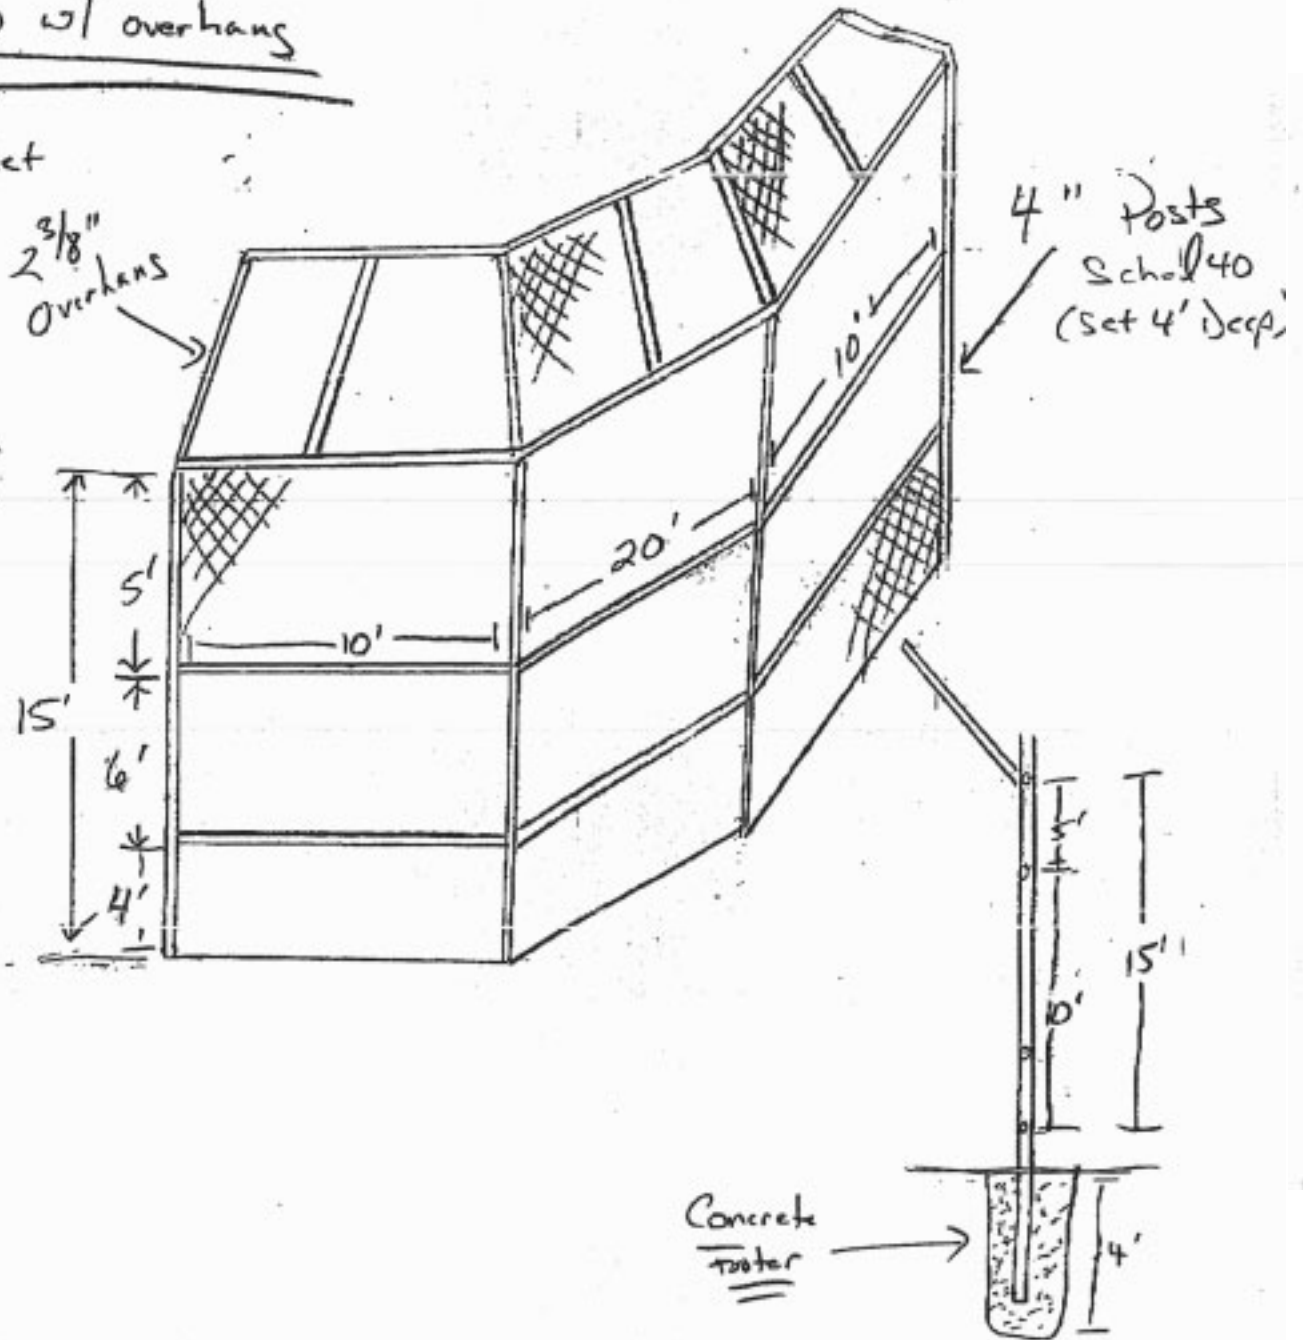 w/ overhang
2 3/8"
Overhang
4" Posts
Sched 40
(Set 4' Deep)
10'
20'
5'
10'
15'
6'
4'
5'
15'
10'
Concrete
Footer
4'